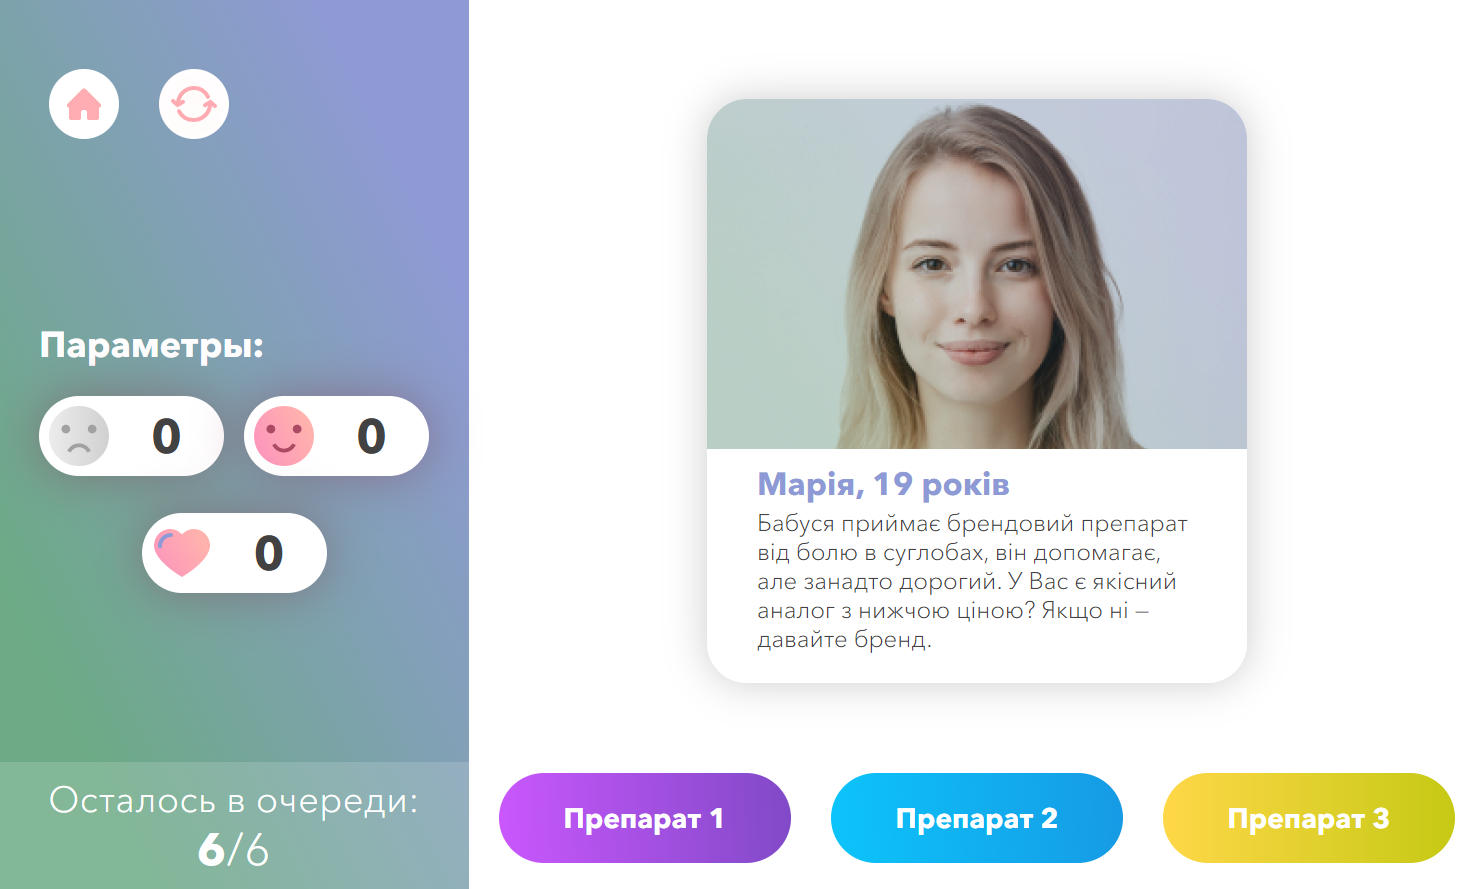 Параметры:
0
0
0
Осталось в очереди:
6/6
Марія, 19 років
Бабуся приймає брендовий препарат
від болю в суглобах, він допомагає,
але занадто дорогий. У Вас є якісний
аналог з нижчою ціною? Якщо ні –
давайте бренд.
Препарат 1
Препарат 2
Препарат 3